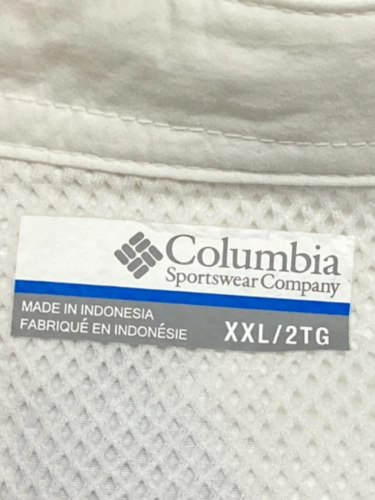 Columbia
Sportswear Company
MADE IN INDONESIA
FABRIQUÉ EN INDONÉSIE
XXL/2TG